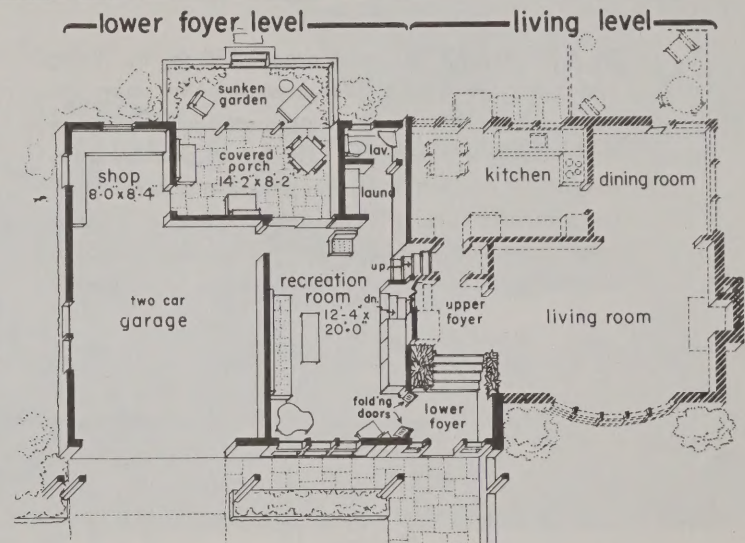 lower foyer level
living level
sunken
garden
shop
8'-0" x 8'-4"
covered
porch
14'-2" x 8'-2
lav.
laund
kitchen
dining room
two car
garage
recreation
room
12'-4" x
20'-0"
up
dn.
upper
foyer
living room
fold'ng
doors
lower
foyer